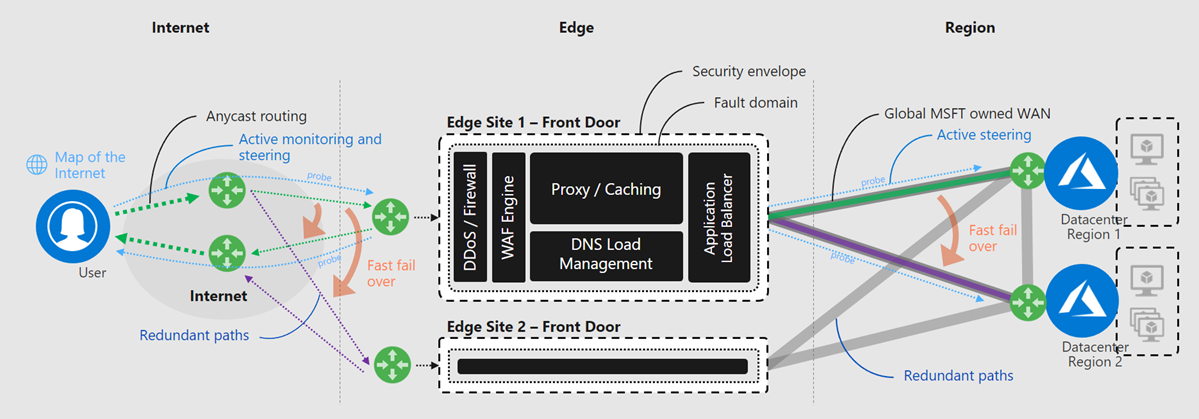 Internet
Edge
Region
Security envelope
Fault domain
Anycast routing
Active monitoring and
steering
Map of the
Internet
probe
User
probe
Internet
Redundant paths
Fast fail
over
Edge Site 1 – Front Door
DDoS / Firewall
WAF Engine
Proxy / Caching
DNS Load
Management
Application
Load Balancer
Edge Site 2 – Front Door
Global MSFT owned WAN
Active steering
probe
Fast fail
over
probe
Redundant paths
Datacenter
Region 1
Datacenter
Region 2